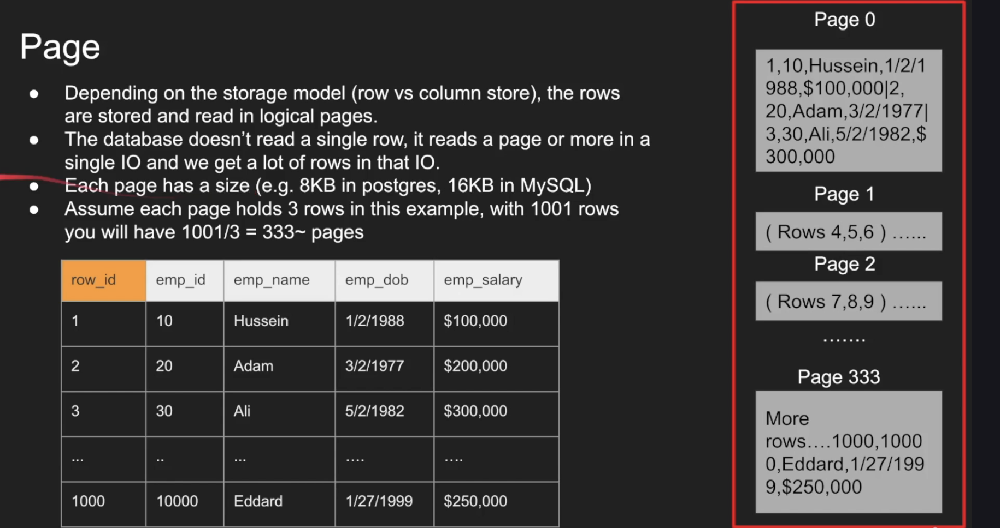 Page
● Depending on the storage model (row vs column store), the rows
are stored and read in logical pages.
● The database doesn't read a single row, it reads a page or more in a
single IO and we get a lot of rows in that IO.
● Each page has a size (e.g. 8KB in postgres, 16KB in MySQL)
● Assume each page holds 3 rows in this example, with 1001 rows
you will have 1001/3 = 333~ pages
row_id emp_id emp_name emp_dob emp_salary
1 10 Hussein 1/2/1988 $100,000
2 20 Adam 3/2/1977 $200,000
3 30 Ali 5/2/1982 $300,000
... .. ... .... ....
1000 10000 Eddard 1/27/1999 $250,000
Page 0
1,10,Hussein,1/2/1
988,$100,000|2,
20,Adam,3/2/1977|
3,30,Ali,5/2/1982,$
300,000
Page 1
( Rows 4,5,6 ) ......
Page 2
( Rows 7,8,9 ) ......
.......
Page 333
More
rows....1000,1000
0,Eddard,1/27/199
9,$250,000